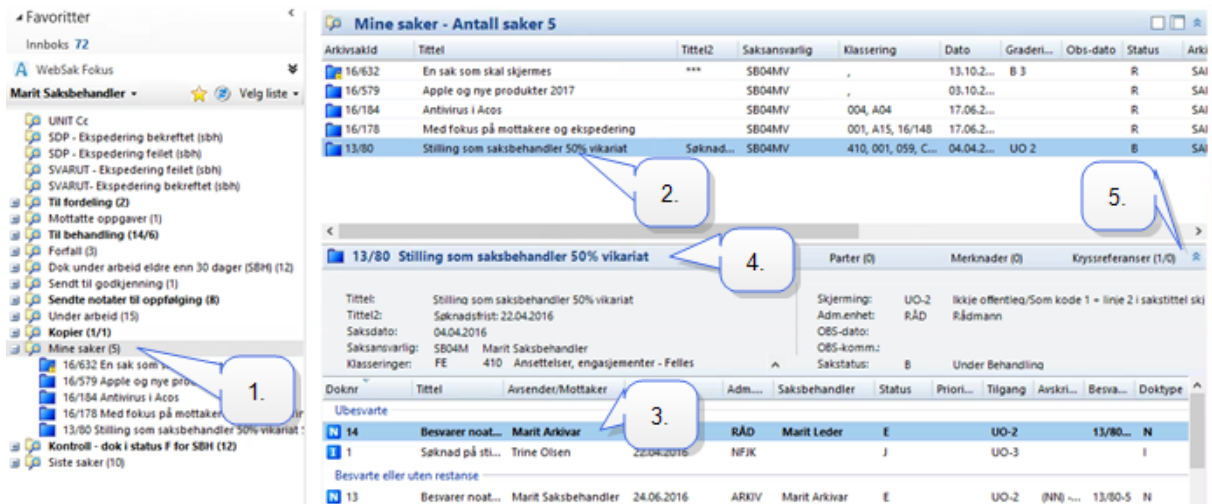 Favoritter
Innboks 72
WebSak Fokus
Marit Saksbehandler
Velg liste
UNIT Cc
SDP - Ekspedering bekreftet (sbh)
SDP - Ekspedering feilet (sbh)
SVARUT - Ekspedering feilet (sbh)
SVARUT- Ekspedering bekreftet (sbh)
Til fordeling (2)
Mottatte oppgaver (1)
Til behandling (14/6)
Forfall (3)
Dok under arbeid eldre enn 30 dager (SBH) (12)
Sendt til godkjenning (1)
Sendte notater til oppfølging (8)
Under arbeid (15)
Kopier (1/1)
Mine saker (5)
16/632 En sak som
16/579 Apple og nye
16/184 Antivirus i Acos
16/178 Med fokus på mottaker
13/80 Stilling som saksbehandler 50% vikariat
Kontroll - dok i status F for SBH (12)
Siste saker (10)
1.
Mine saker - Antall saker 5
ArkivsakId Tittel Tittel2 Saksansvarlig Klassering Dato Graderi... Obs-dato Status Arki
16/632 En sak som skal skjermes *** SB04MV , 13.10.2... B 3 R SAI
16/579 Apple og nye produkter 2017 SB04MV , 03.10.2... R SAI
16/184 Antivirus i Acos SB04MV 004, A04 17.06.2... R SAI
16/178 Med fokus på mottakere og ekspedering SB04MV 001, A15, 16/148 17.06.2... R SAI
13/80 Stilling som saksbehandler 50% vikariat Søknad... SB04MV 410, 001, 059, C... 04.04.2... UO 2 B SAI
2.
5.
13/80 Stilling som saksbehandler 50% vikariat Parter (0) Merknader (0) Kryssreferanser (1/0)
4.
Tittel: Stilling som saksbehandler 50% vikariat Skjerming: UO-2 Ikkje offentleg/Som kode 1 + linje 2 i sakstittel skj
Tittel2: Søknadsfrist: 22.04.2016 Adm.enhet: RÅD Rådmann
Saksdato: 04.04.2016 OBS-dato:
Saksansvarlig: SB04M Marit Saksbehandler OBS-komm.:
Klasseringer: FE 410 Ansettelser, engasjementer - Felles Sakstatus: B Under Behandling
Doknr Tittel Avsender/Mottaker Adm.... Saksbehandler Status Priori... Tilgang Avskri... Besva... Doktype
Ubesvarte
3.
N 14 Besvarer noat... Marit Arkivar RÅD Marit Leder E UO-2 13/80... N
I 1 Søknad på sti... Trine Olsen 22.04.2016 NFJK J UO-3 I
Besvarte eller uten restanse
N 13 Besvarer noat... Marit Saksbehandler 24.06.2016 ARKIV Marit Arkivar E UO-2 (NN) -... 13/80-5 N